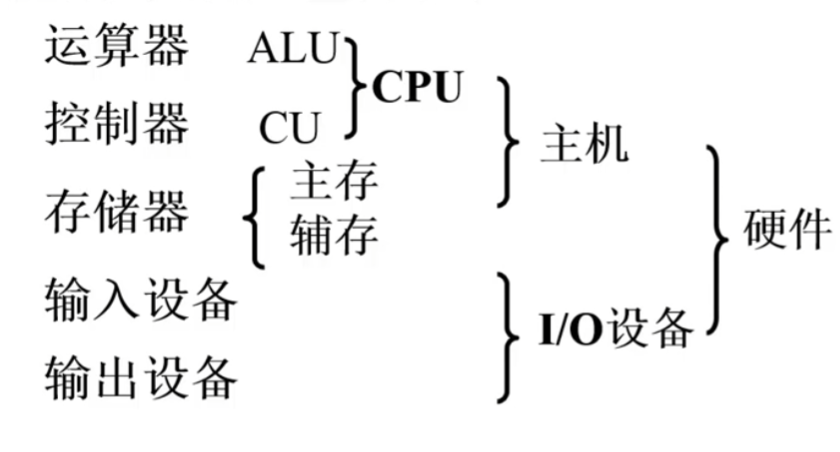 运算器 ALU
CPU
控制器 CU
主机
存储器 主存
辅存
硬件
输入设备
I/O设备
输出设备